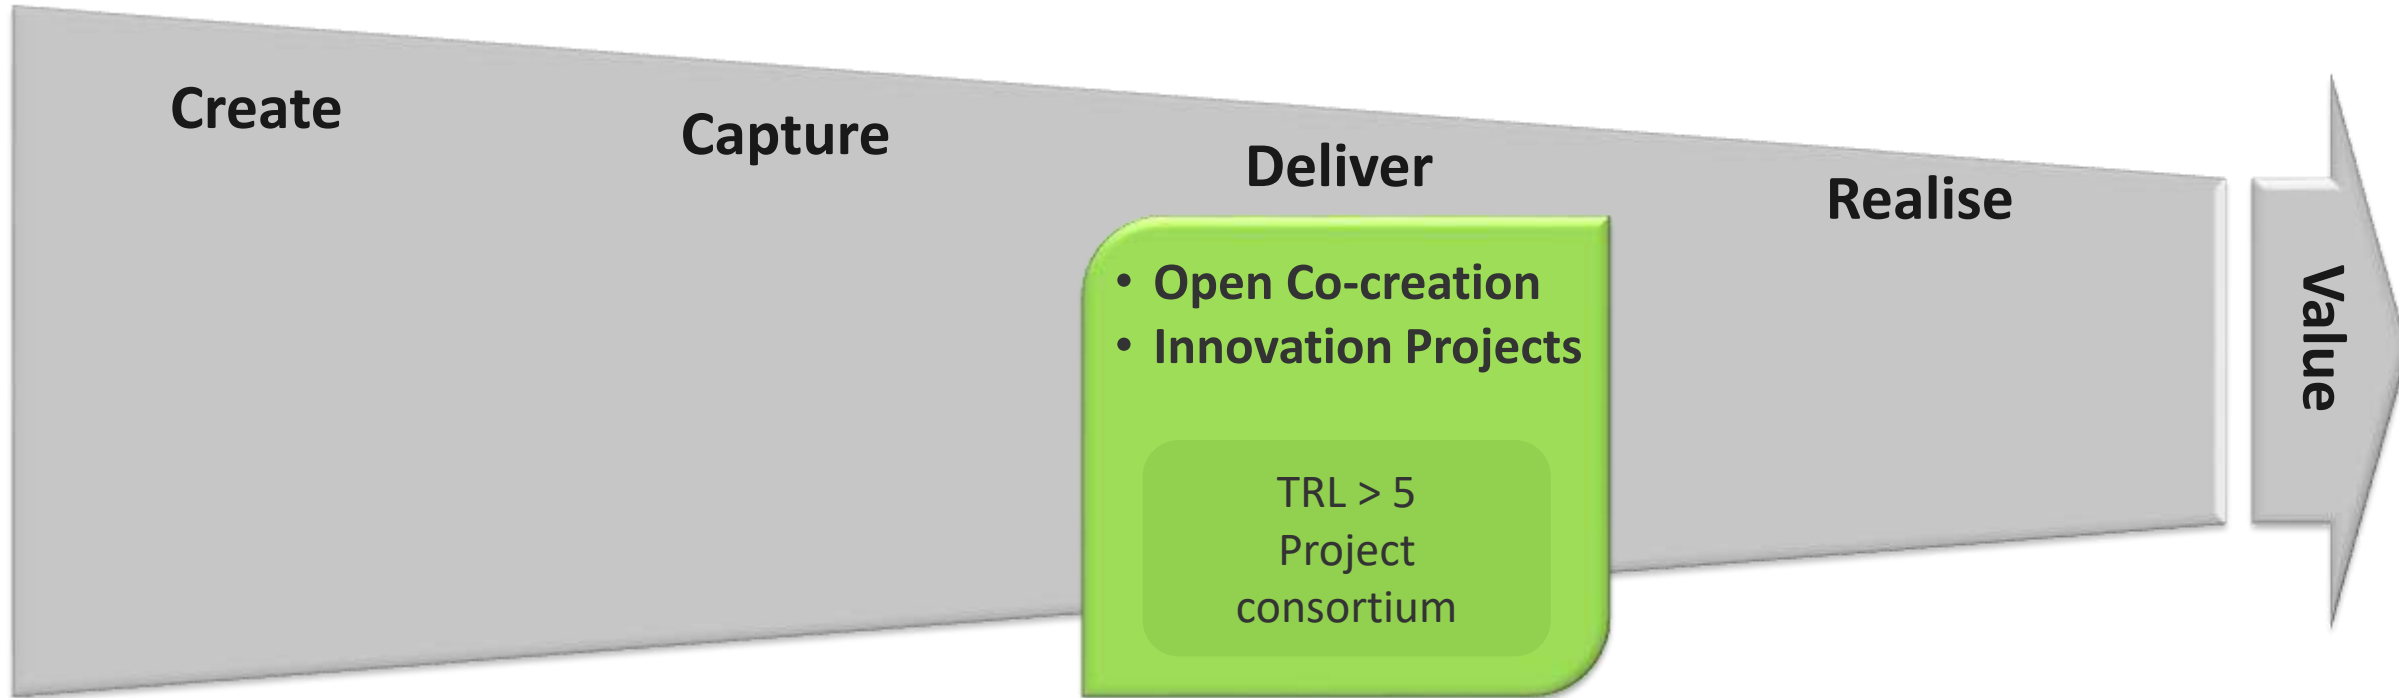 Create
Capture
Deliver
Realise
• Open Co-creation
• Innovation Projects
TRL > 5
Project
consortium
Value